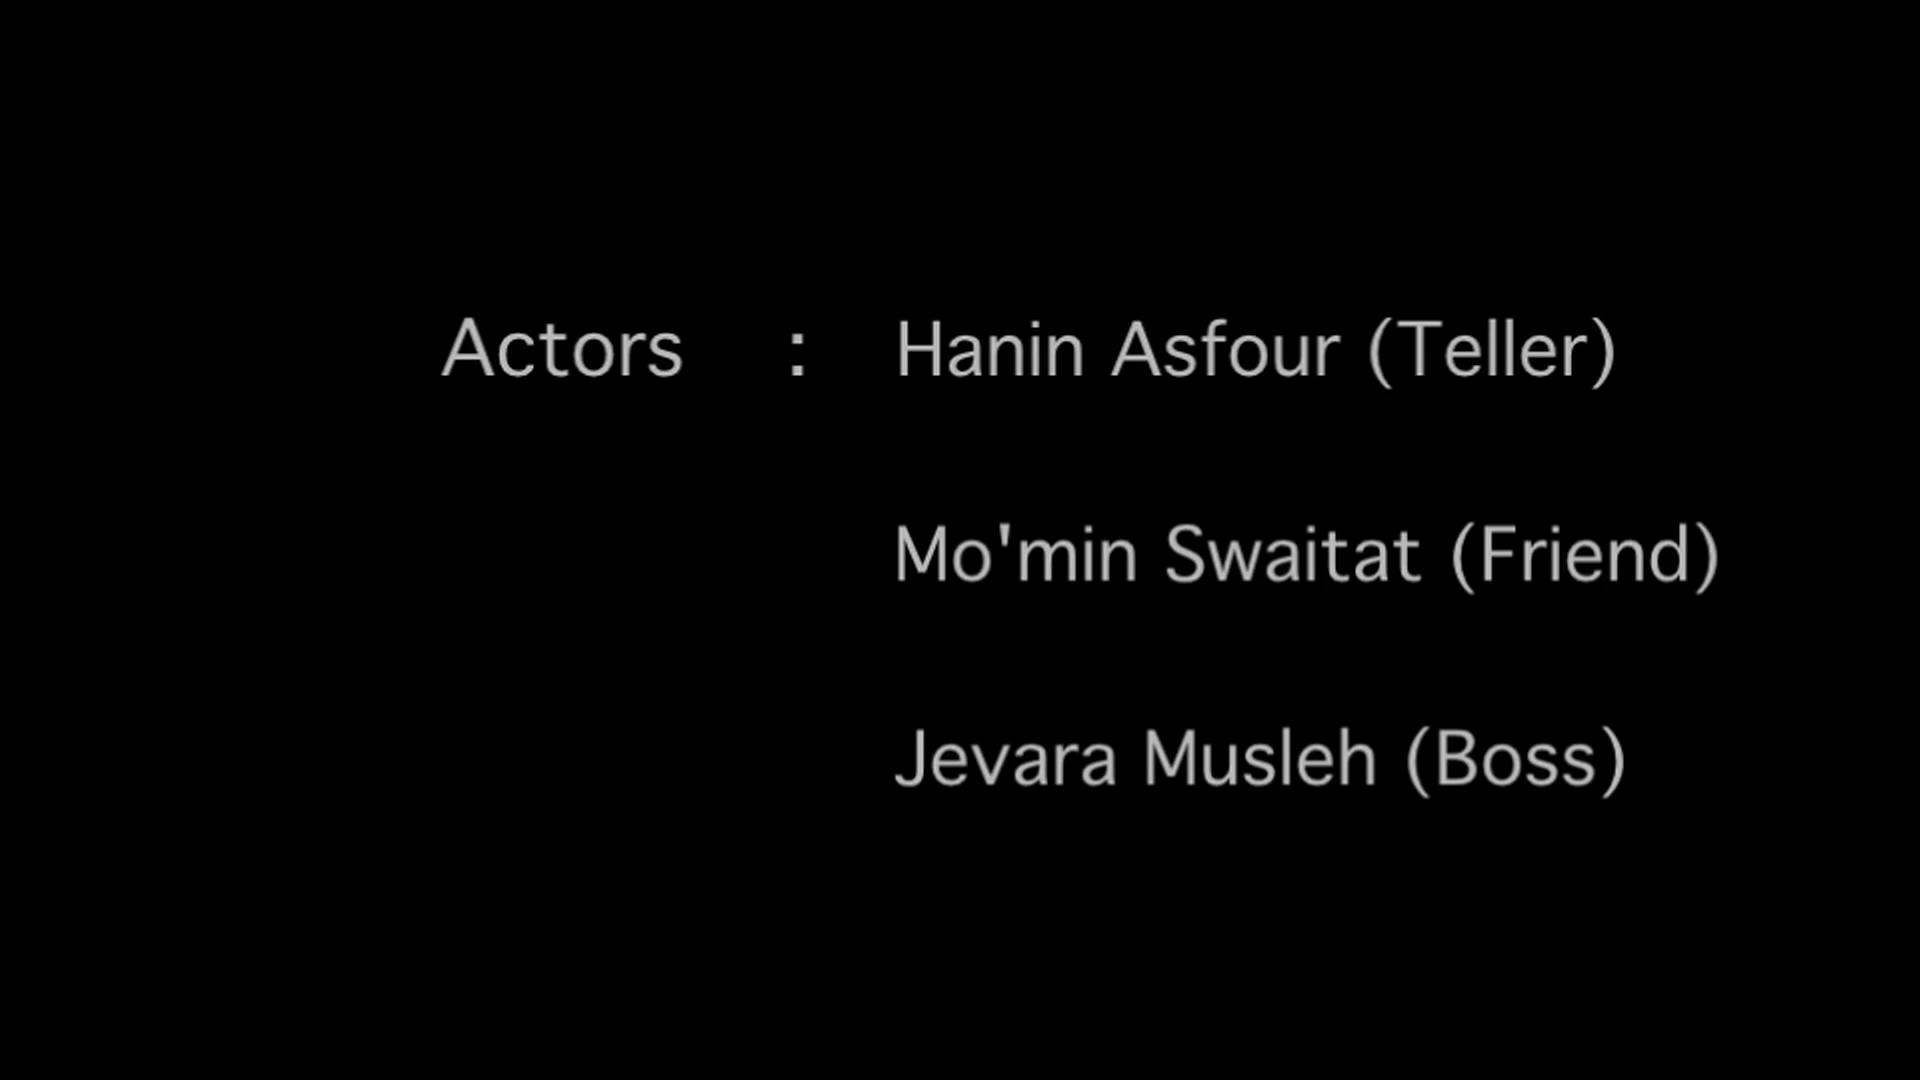 Actors : Hanin Asfour (Teller)
Mo'min Swaitat (Friend)
Jevara Musleh (Boss)